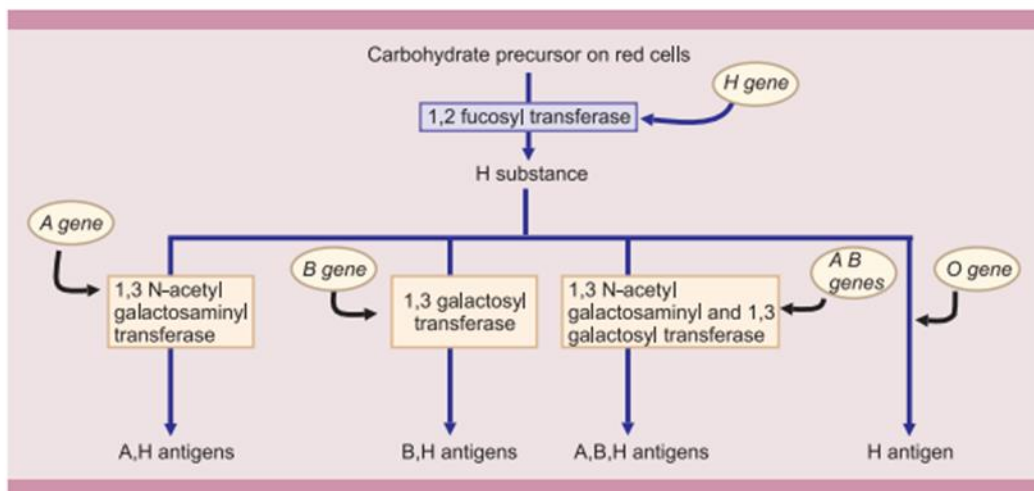 Carbohydrate precursor on red cells
H gene
1,2 fucosyl transferase
H substance
A gene
B gene
A B
genes
O gene
1,3 N-acetyl
galactosaminyl
transferase
1,3 galactosyl
transferase
1,3 N-acetyl
galactosaminyl and 1,3
galactosyl transferase
A,H antigens
B,H antigens
A,B,H antigens
H antigen